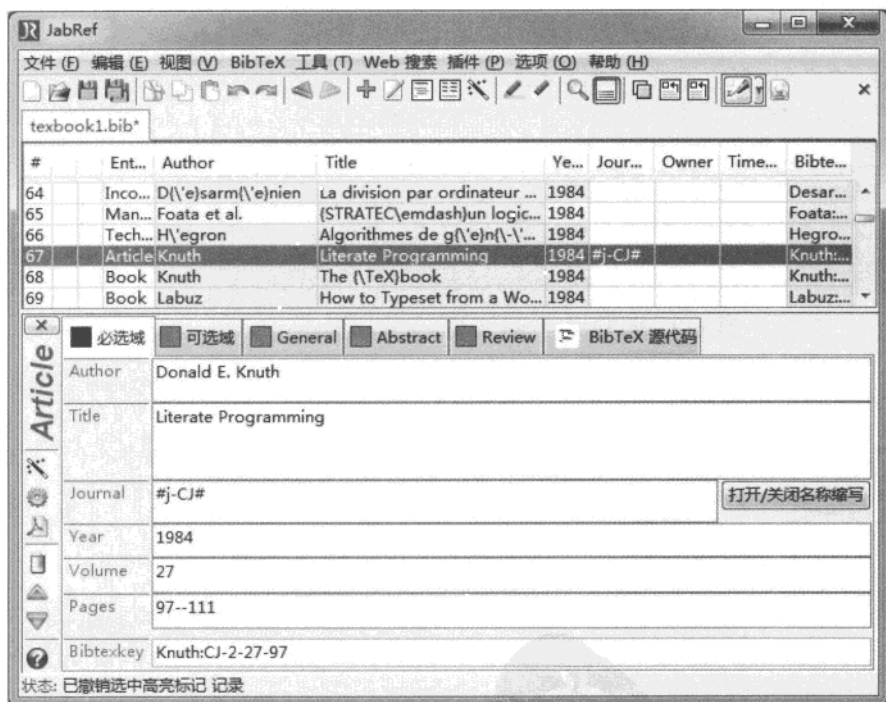 JabRef
文件 (F) 编辑 (E) 视图 (V) BibTeX 工具 (T) Web 搜索 插件 (P) 选项 (O) 帮助 (H)
texbook1.bib*
# Ent... Author Title Ye... Jour... Owner Time... Bibte...
64 Inco... D{\'e}sarm{\'e}nien La division par ordinateur ... 1984 Desar...
65 Man... Foata et al. {STRATEC\emdash}un logic... 1984 Foata:...
66 Tech... H\'egron Algorithmes de g{\'e}n{\-\'... 1984 Hegro...
67 Article Knuth Literate Programming 1984 #j-CJ# Knuth:...
68 Book Knuth The {\TeX}book 1984 Knuth:...
69 Book Labuz How to Typeset from a Wo... 1984 Labuz:...
必选域 可选域 General Abstract Review BibTeX 源代码
Article
Author Donald E. Knuth
Title Literate Programming
Journal #j-CJ# 打开/关闭名称缩写
Year 1984
Volume 27
Pages 97--111
Bibtexkey Knuth:CJ-2-27-97
状态: 已撤销选中高亮标记 记录